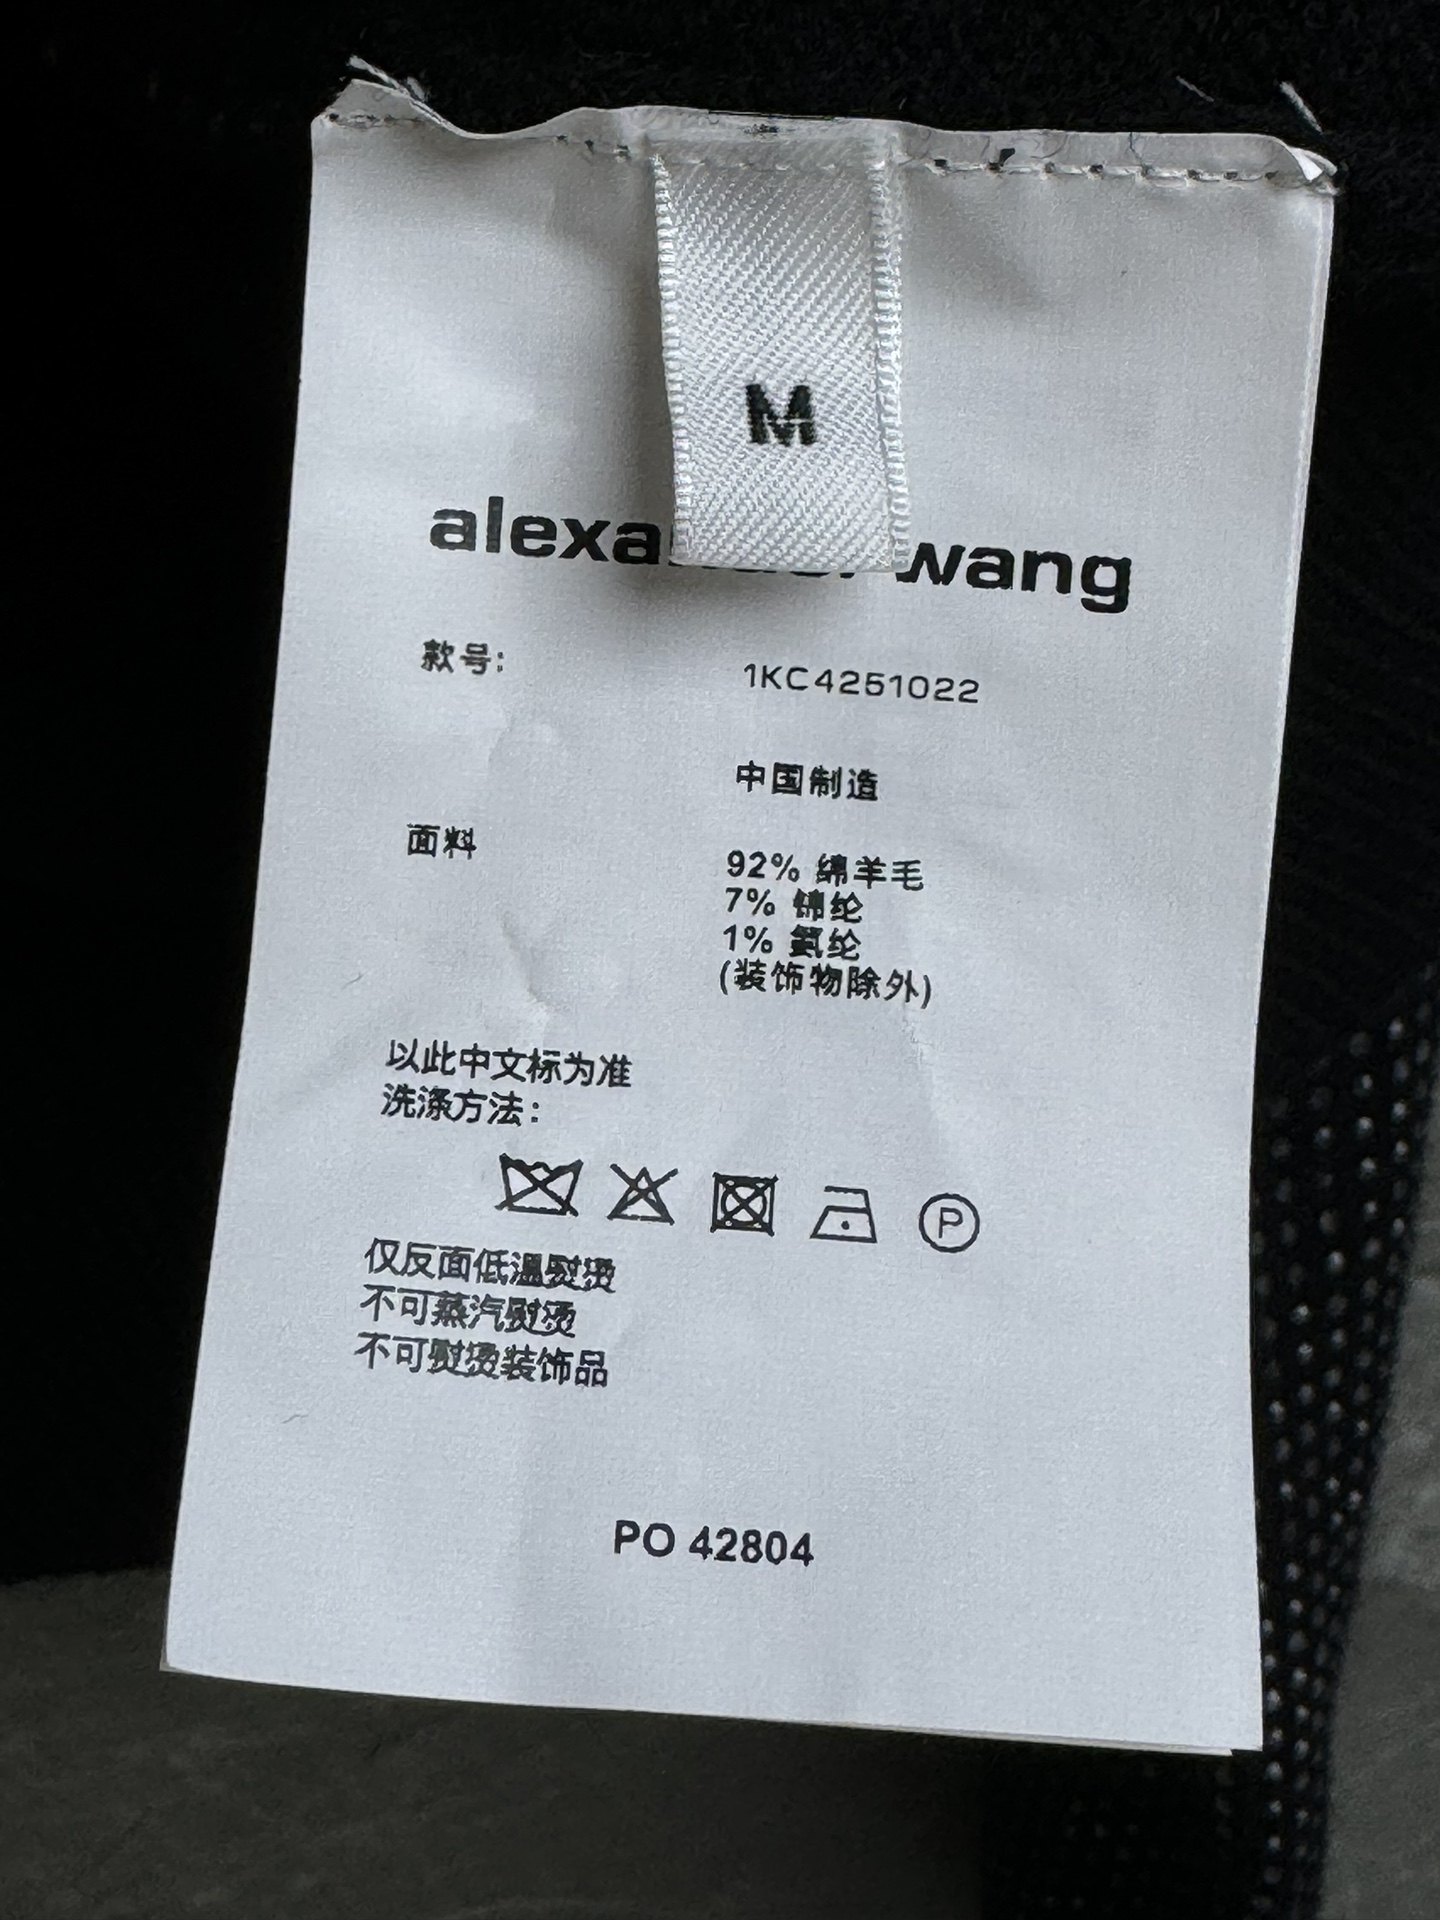 M
alexander wang
款号: 1KC4251022
中国制造
面料 92% 绵羊毛
7% 锦纶
1% 氨纶
(装饰物除外)
以此中文标为准
洗涤方法:
P
仅反面低温熨烫
不可蒸汽熨烫
不可熨烫装饰品
PO 42804